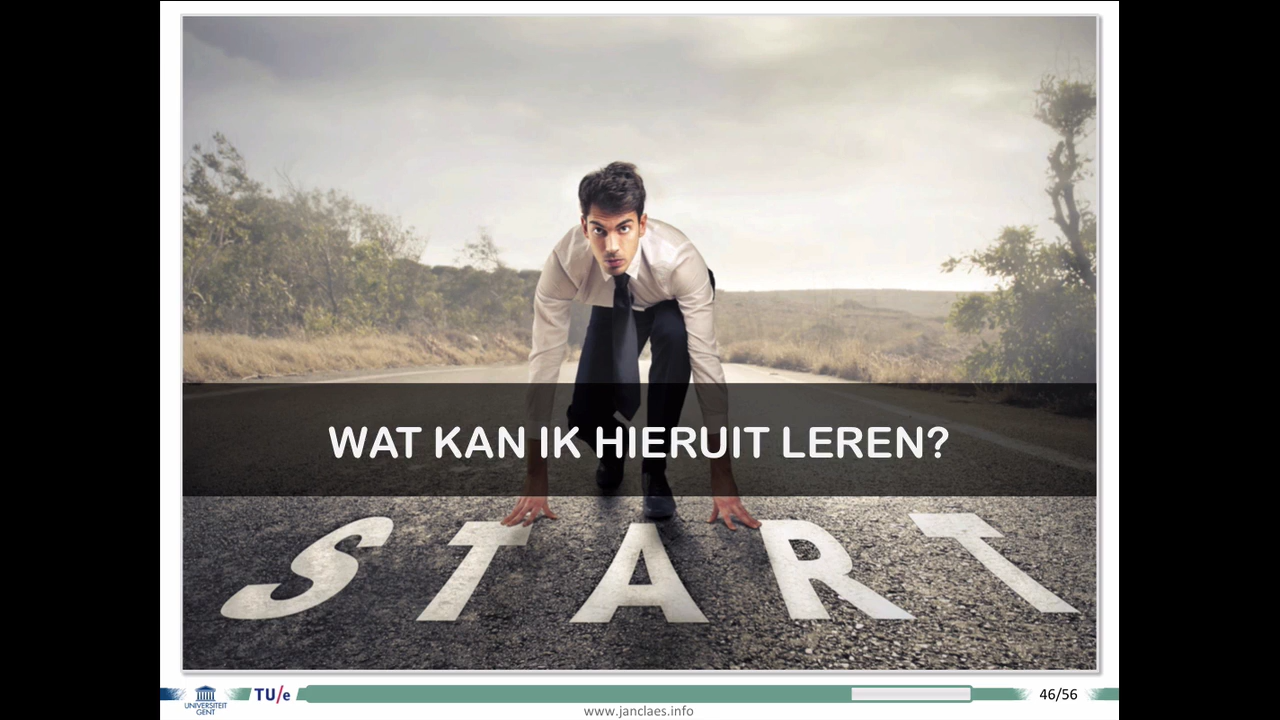 WAT KAN IK HIERUIT LEREN?
START
UNIVERSITEIT
GENT
TU/e
46/56
www.janclaes.info